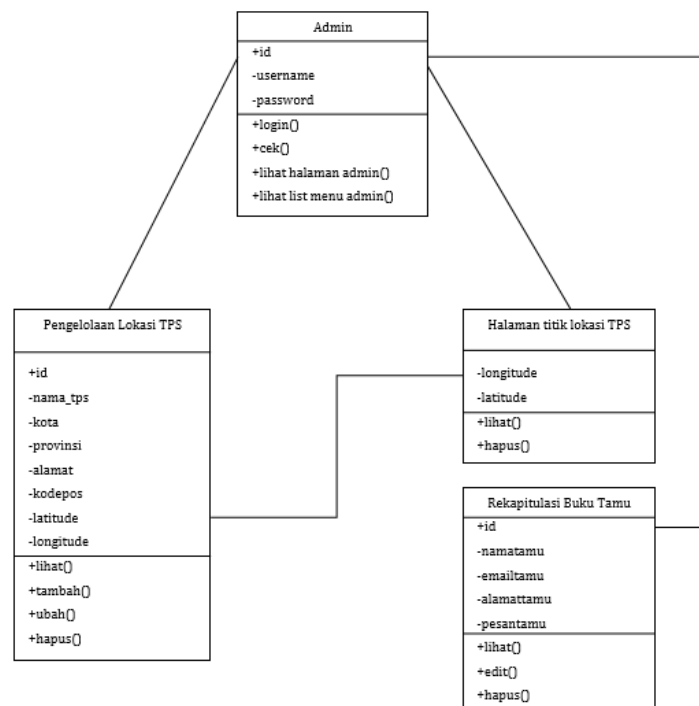 Admin
+id
-username
-password
+login()
+cek()
+lihat halaman admin()
+lihat list menu admin()
Pengelolaan Lokasi TPS
+id
-nama_tps
-kota
-provinsi
-alamat
-kodepos
-latitude
-longitude
+lihat()
+tambah()
+ubah()
+hapus()
Halaman titik lokasi TPS
-longitude
-latitude
+lihat()
+hapus()
Rekapitulasi Buku Tamu
+id
-namatamu
-emailtamu
-alamattamu
-pesantamu
+lihat()
+edit()
+hapus()